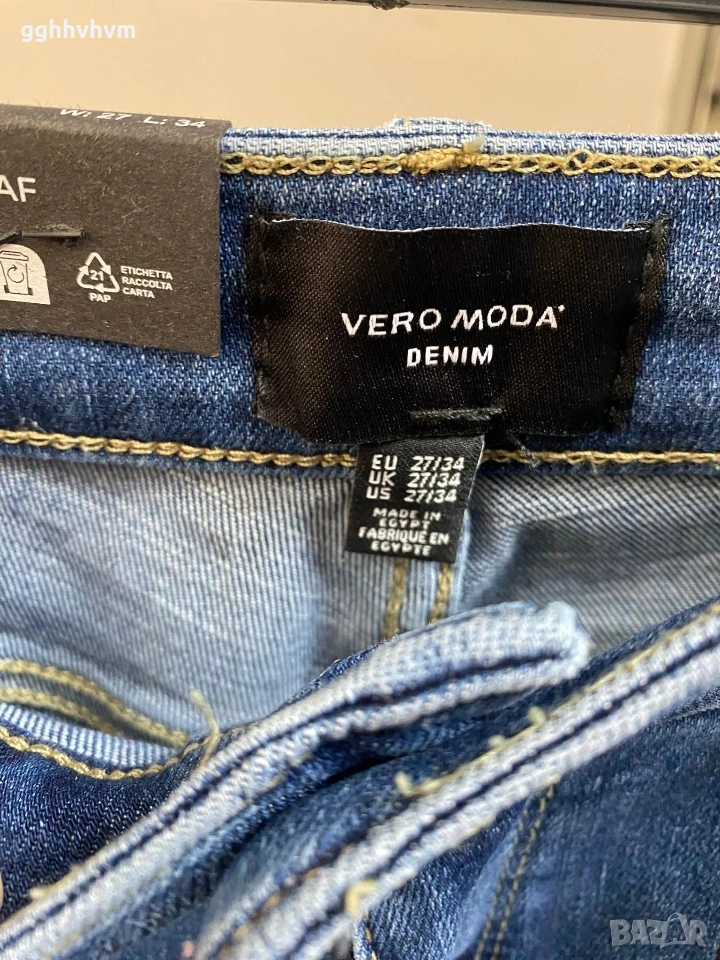 gghhvhvm
W: 27 L: 34
AF
21
PAP
ETICHETTA
RACCOLTA
CARTA
VERO MODA
DENIM
EU 27/34
UK 27/34
US 27/34
MADE IN
EGYPT
FABRIQUE EN
EGYPTE
BAZAR